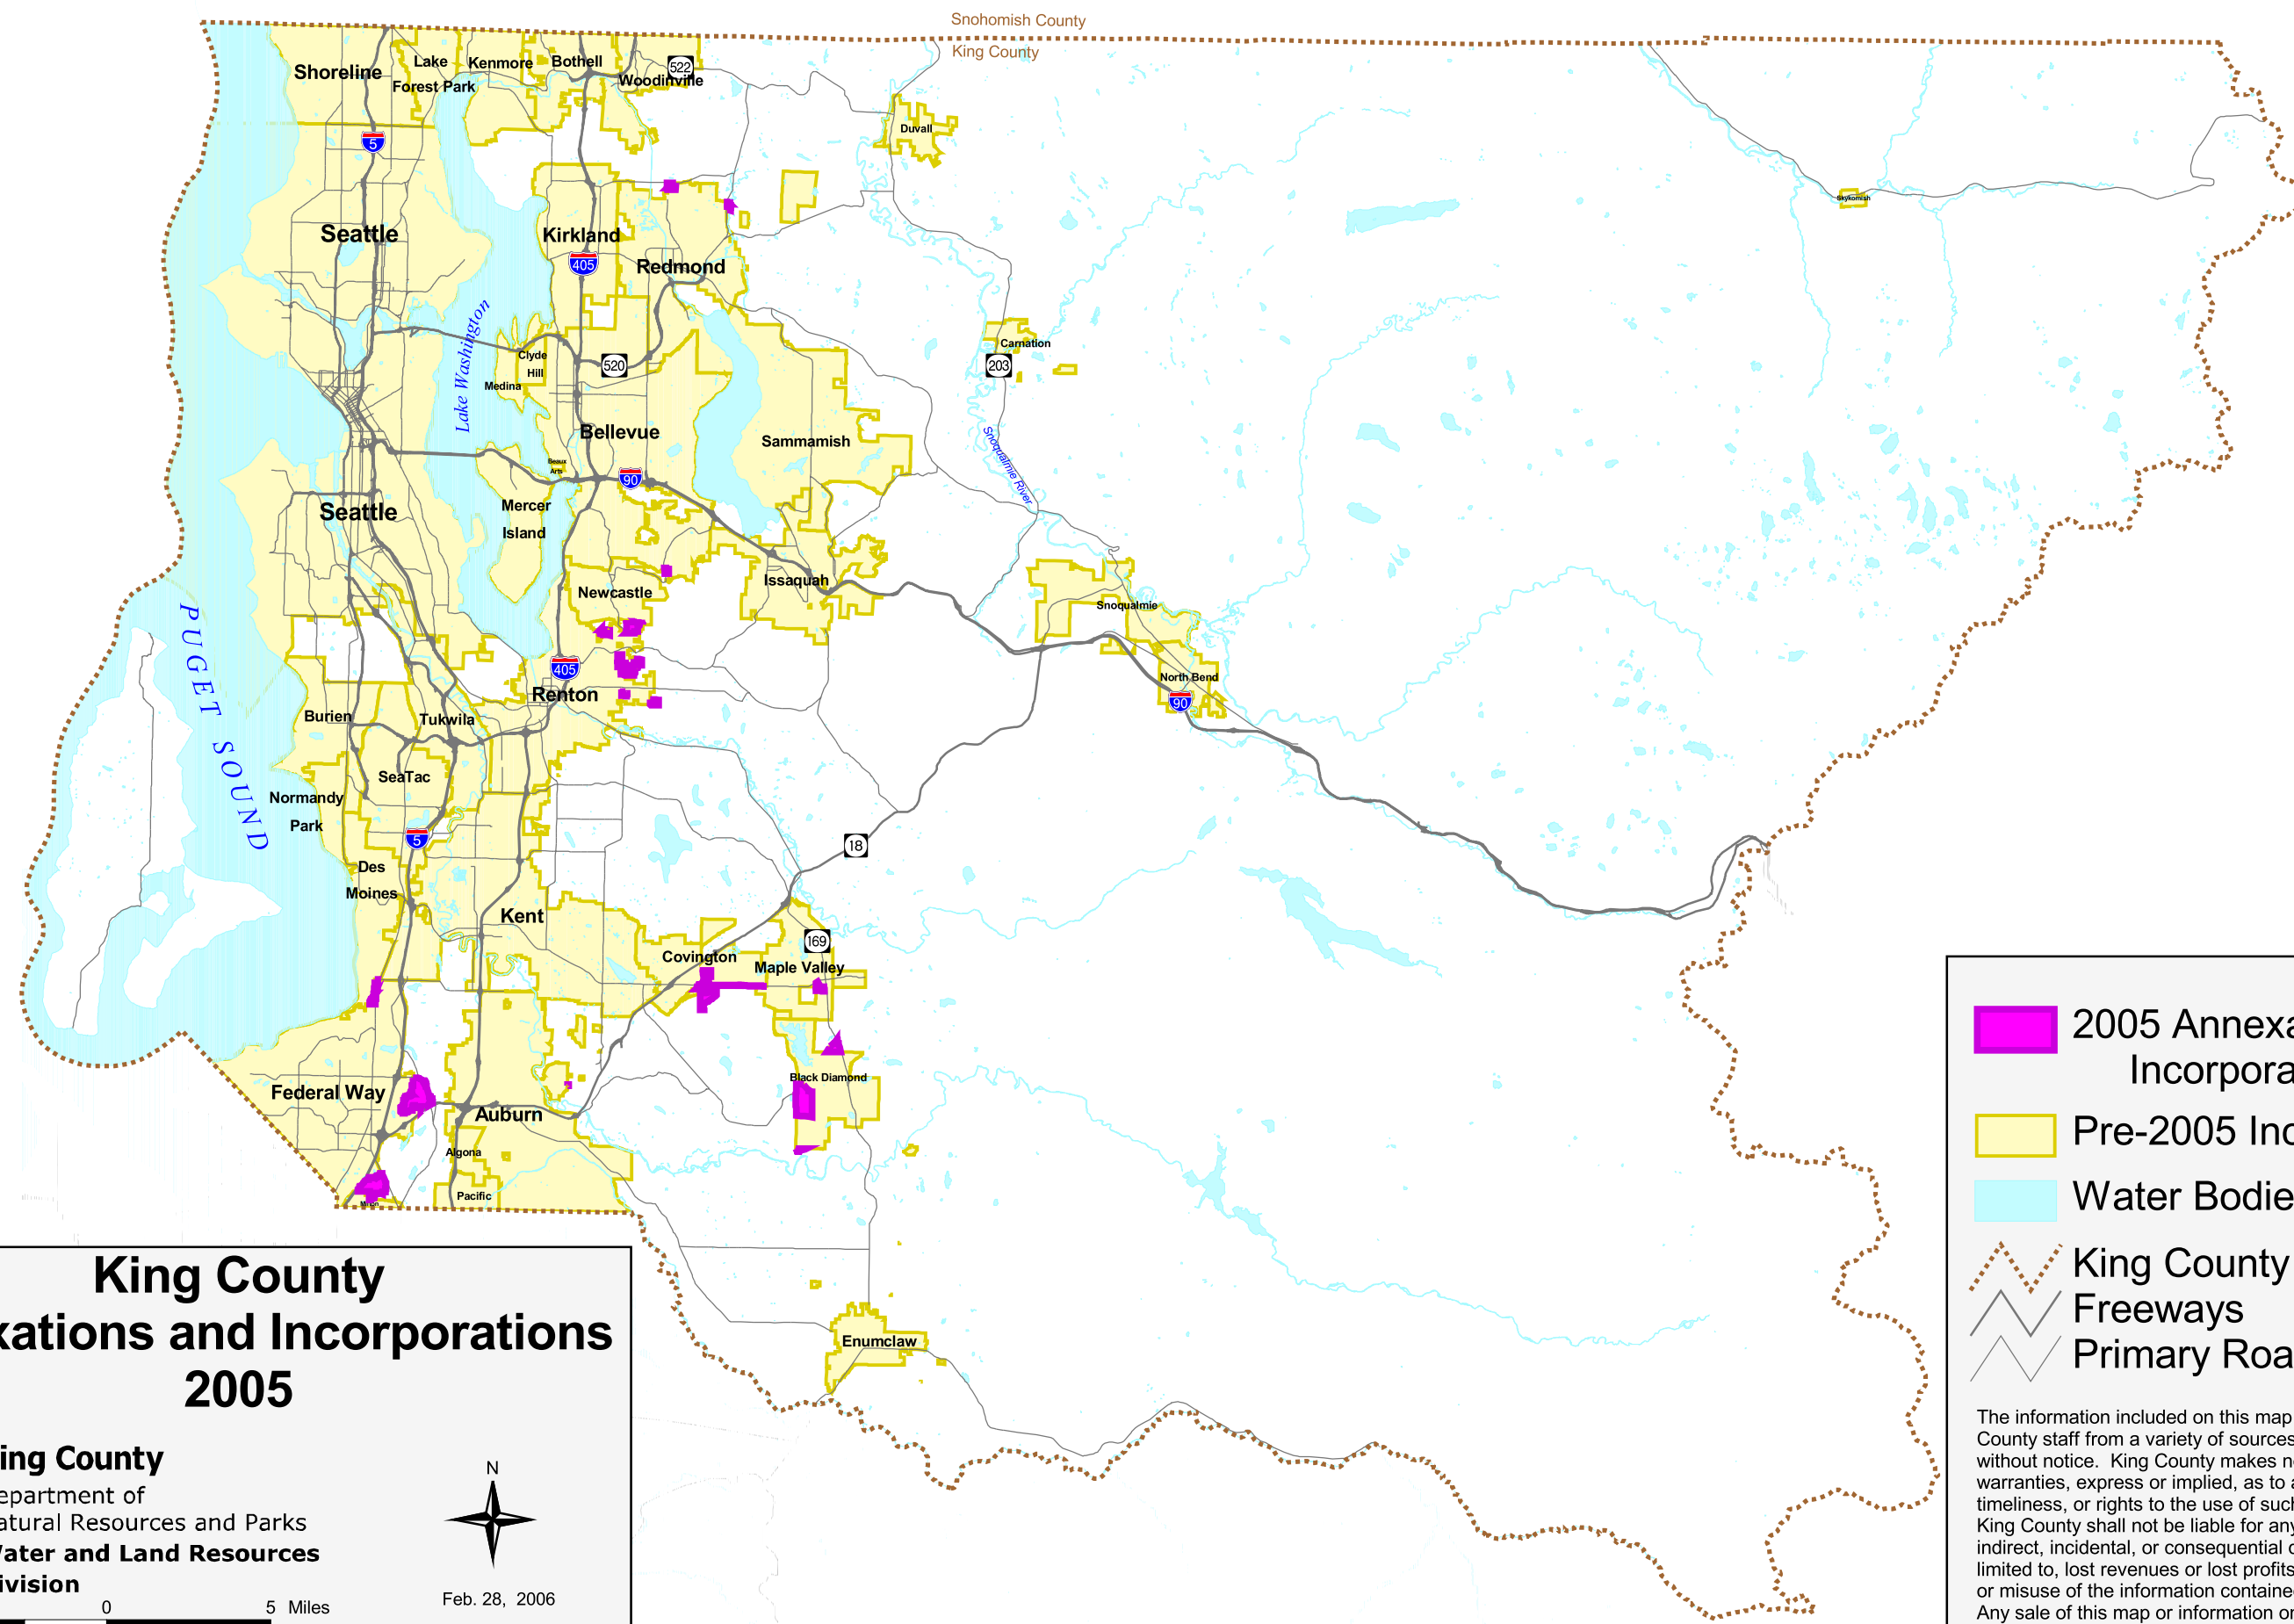 Snohomish County
King County
Shoreline
Lake
Forest Park
Kenmore
Bothell
522
Woodinville
Duvall
5
Skykomish
Seattle
Kirkland
405
Redmond
Lake Washington
Clyde
Hill
Medina
520
Carnation
203
Bellevue
Sammamish
Beaux
Arts
90
Snoqualmie River
Seattle
Mercer
Island
Issaquah
Newcastle
Snoqualmie
PUGET SOUND
405
Renton
North Bend
90
Burien
Tukwila
SeaTac
Normandy
Park
5
18
Des
Moines
Kent
169
Covington
Maple Valley
Black Diamond
Federal Way
Auburn
Algona
Pacific
Milton
Enumclaw
King County
xations and Incorporations
2005
ing County
epartment of
atural Resources and Parks
Water and Land Resources
ivision
N
Feb. 28, 2006
0 5 Miles
2005 Annexa
Incorpora
Pre-2005 Inc
Water Bodie
King County
Freeways
Primary Roa
The information included on this map
County staff from a variety of sources
without notice. King County makes n
warranties, express or implied, as to a
timeliness, or rights to the use of such
King County shall not be liable for any
indirect, incidental, or consequential
limited to, lost revenues or lost profits
or misuse of the information containe
Any sale of this map or information or